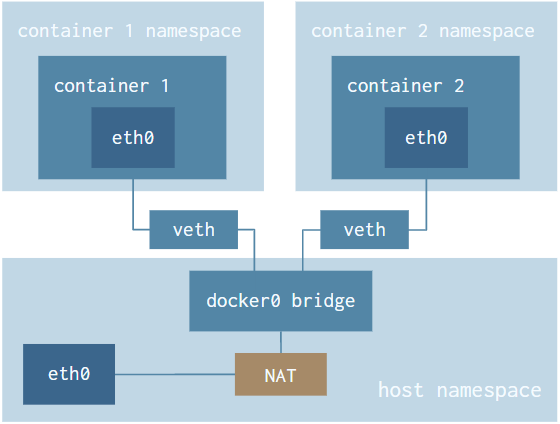 container 1 namespace
container 2 namespace
container 1
container 2
eth0
eth0
veth
veth
docker0 bridge
eth0
NAT
host namespace